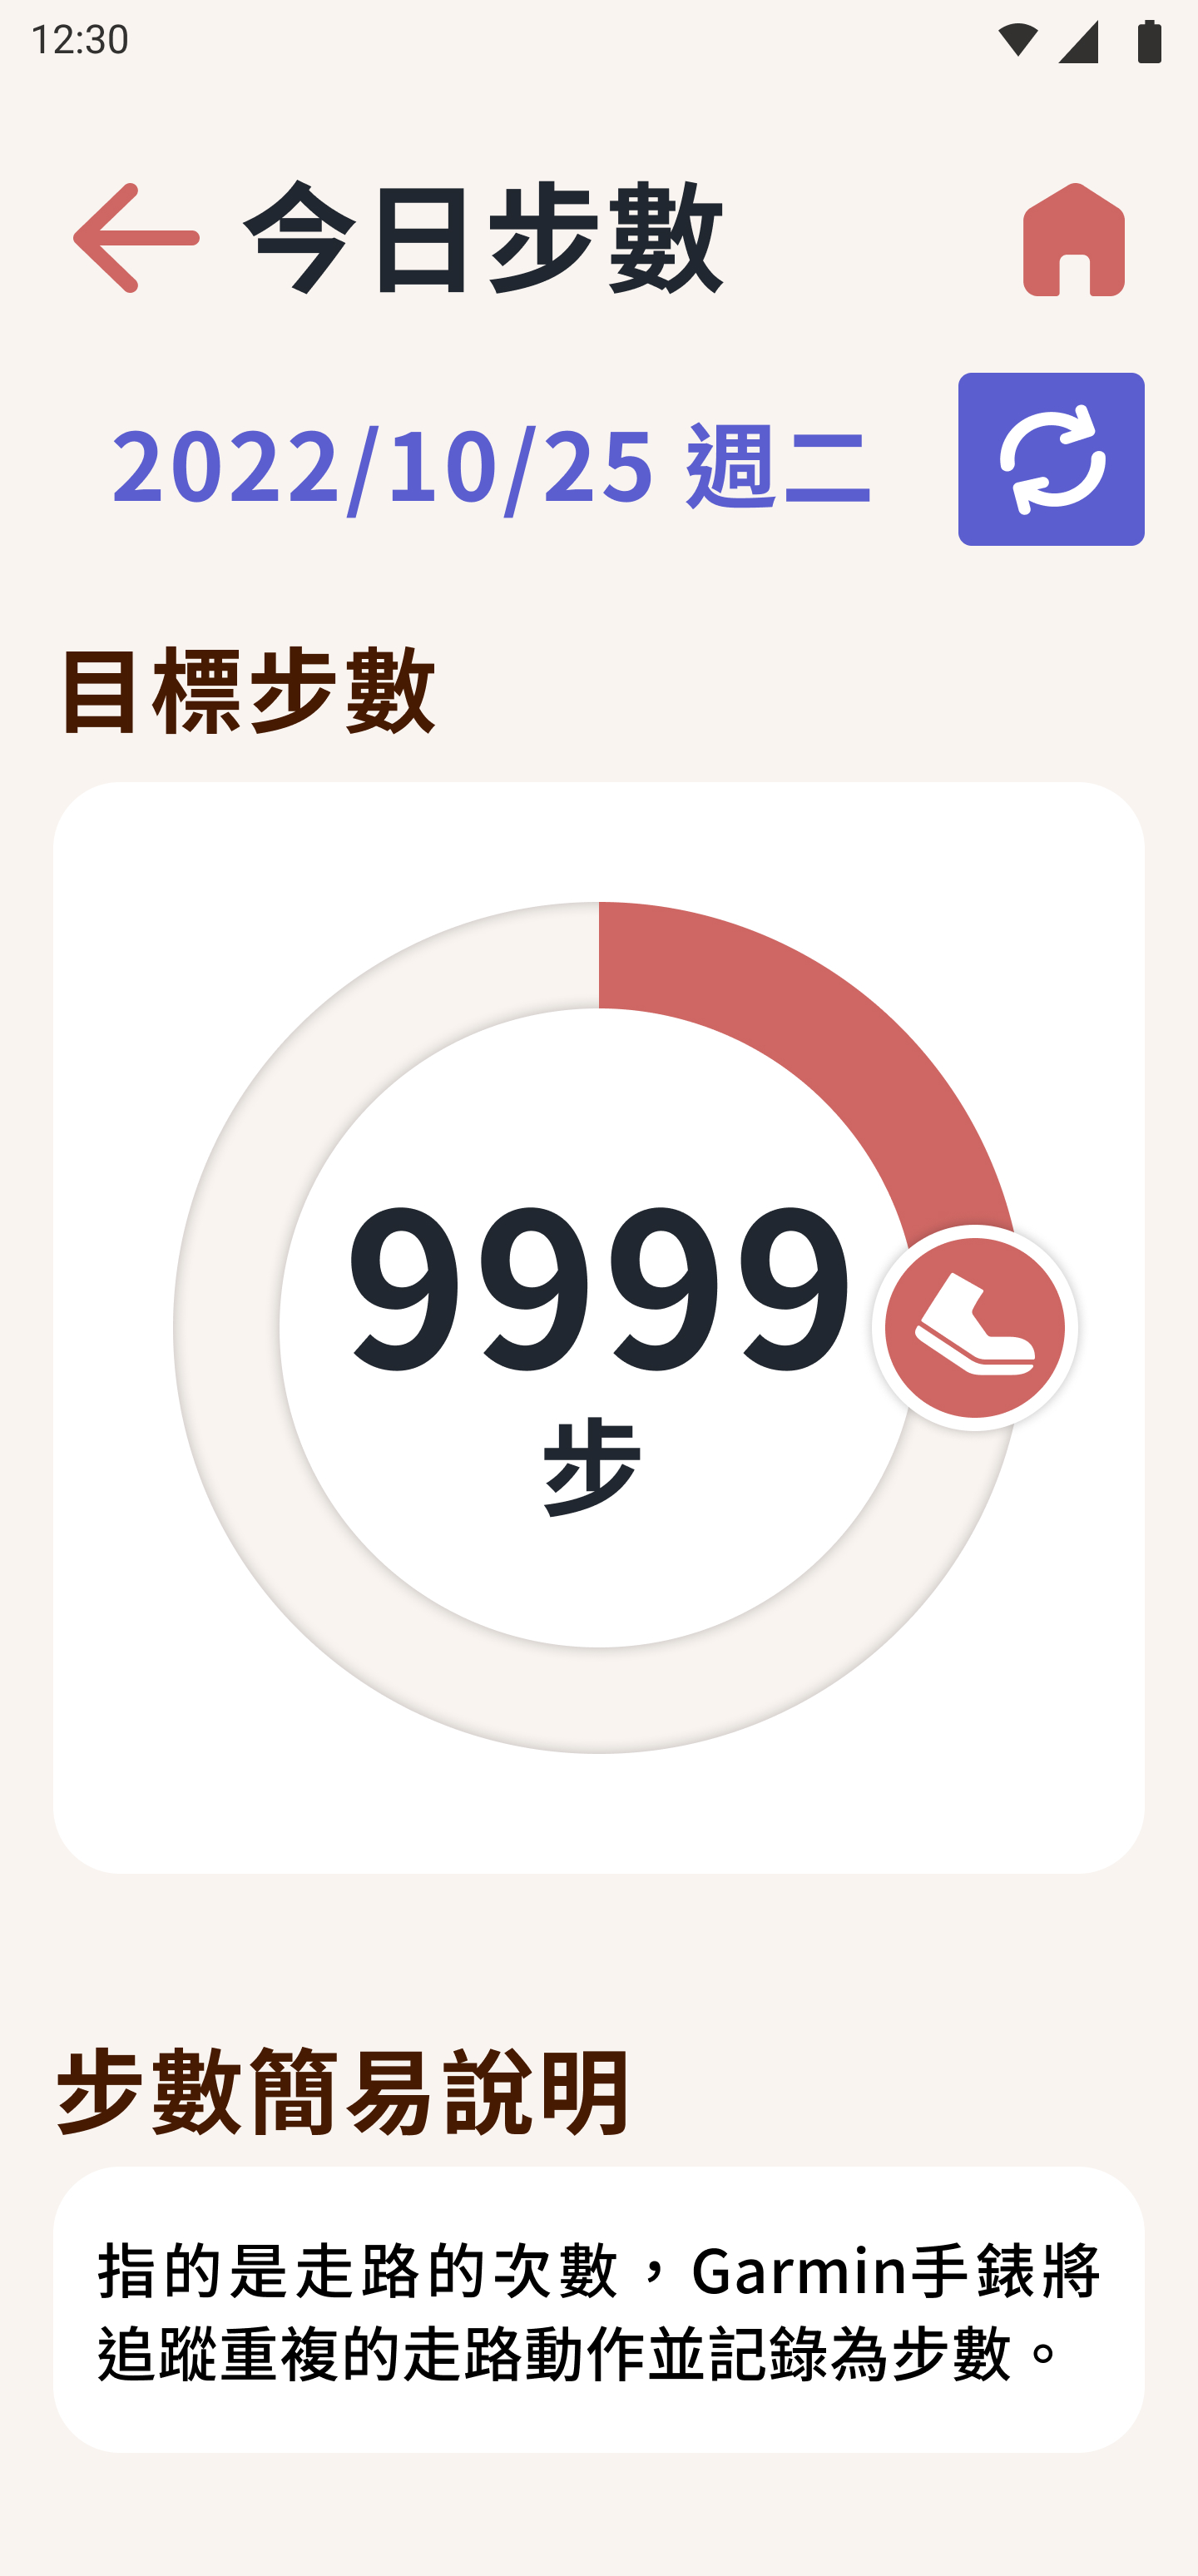 12:30
今日步數
2022/10/25 週二
目標步數
9999
步
步數簡易說明
指的是走路的次數，Garmin手錶將
追蹤重複的走路動作並記錄為步數。